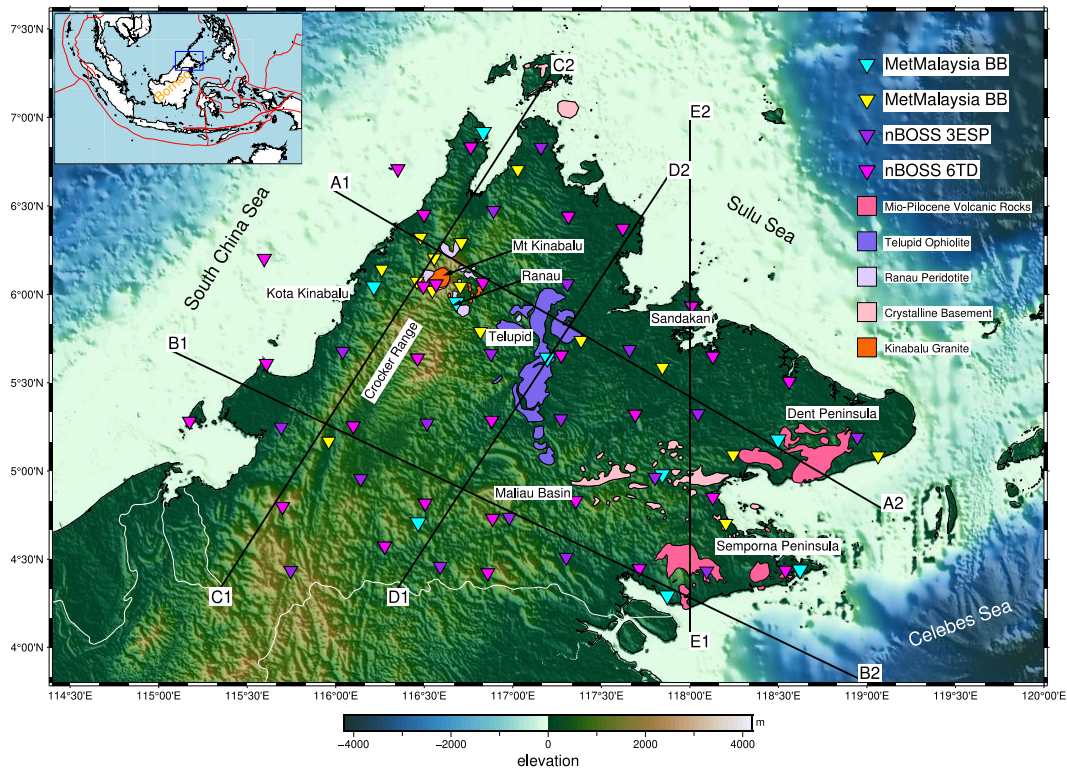 7°30'N
7°00'N
6°30'N
6°00'N
5°30'N
5°00'N
4°30'N
4°00'N
Borneo
C2
E2
D2
A1
B1
MetMalaysia BB
MetMalaysia BB
nBOSS 3ESP
nBOSS 6TD
Mio-Pilocene Volcanic Rocks
Telupid Ophiolite
Ranau Peridotite
Crystalline Basement
Kinabalu Granite
South China Sea
Sulu Sea
Mt Kinabalu
Ranau
Kota Kinabalu
Crocker Range
Telupid
Sandakan
Dent Peninsula
Maliau Basin
Semporna Peninsula
Celebes Sea
A2
C1
D1
E1
B2
114°30'E
115°00'E
115°30'E
116°00'E
116°30'E
117°00'E
117°30'E
118°00'E
118°30'E
119°00'E
119°30'E
120°00'E
−4000
−2000
0
2000
4000
m
elevation